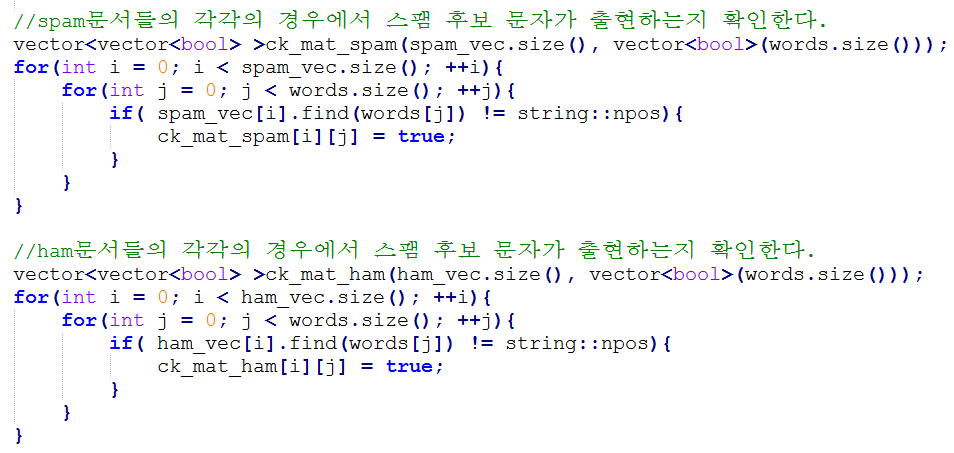 //spam문서들의 각각의 경우에서 스팸 후보 문자가 출현하는지 확인한다.
vector<vector<bool> >ck_mat_spam(spam_vec.size(), vector<bool>(words.size()));
for(int i = 0; i < spam_vec.size(); ++i){
    for(int j = 0; j < words.size(); ++j){
        if( spam_vec[i].find(words[j]) != string::npos){
            ck_mat_spam[i][j] = true;
        }
    }
}
//ham문서들의 각각의 경우에서 스팸 후보 문자가 출현하는지 확인한다.
vector<vector<bool> >ck_mat_ham(ham_vec.size(), vector<bool>(words.size()));
for(int i = 0; i < ham_vec.size(); ++i){
    for(int j = 0; j < words.size(); ++j){
        if( ham_vec[i].find(words[j]) != string::npos){
            ck_mat_ham[i][j] = true;
        }
    }
}